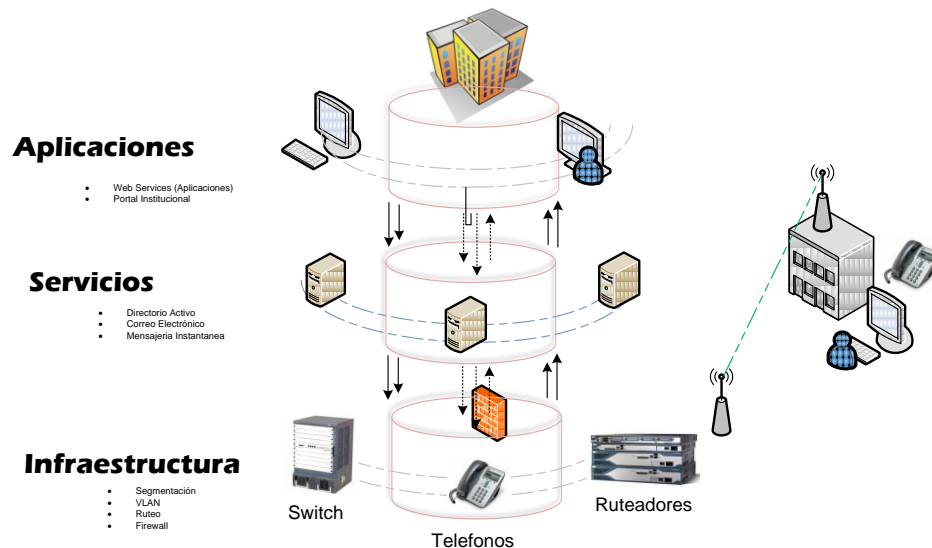 Aplicaciones
Web Services (Aplicaciones)
Portal Institucional
Servicios
Directorio Activo
Correo Electrónico
Mensajeria Instantanea
Infraestructura
Segmentación
VLAN
Ruteo
Firewall
Switch
Telefonos
Ruteadores